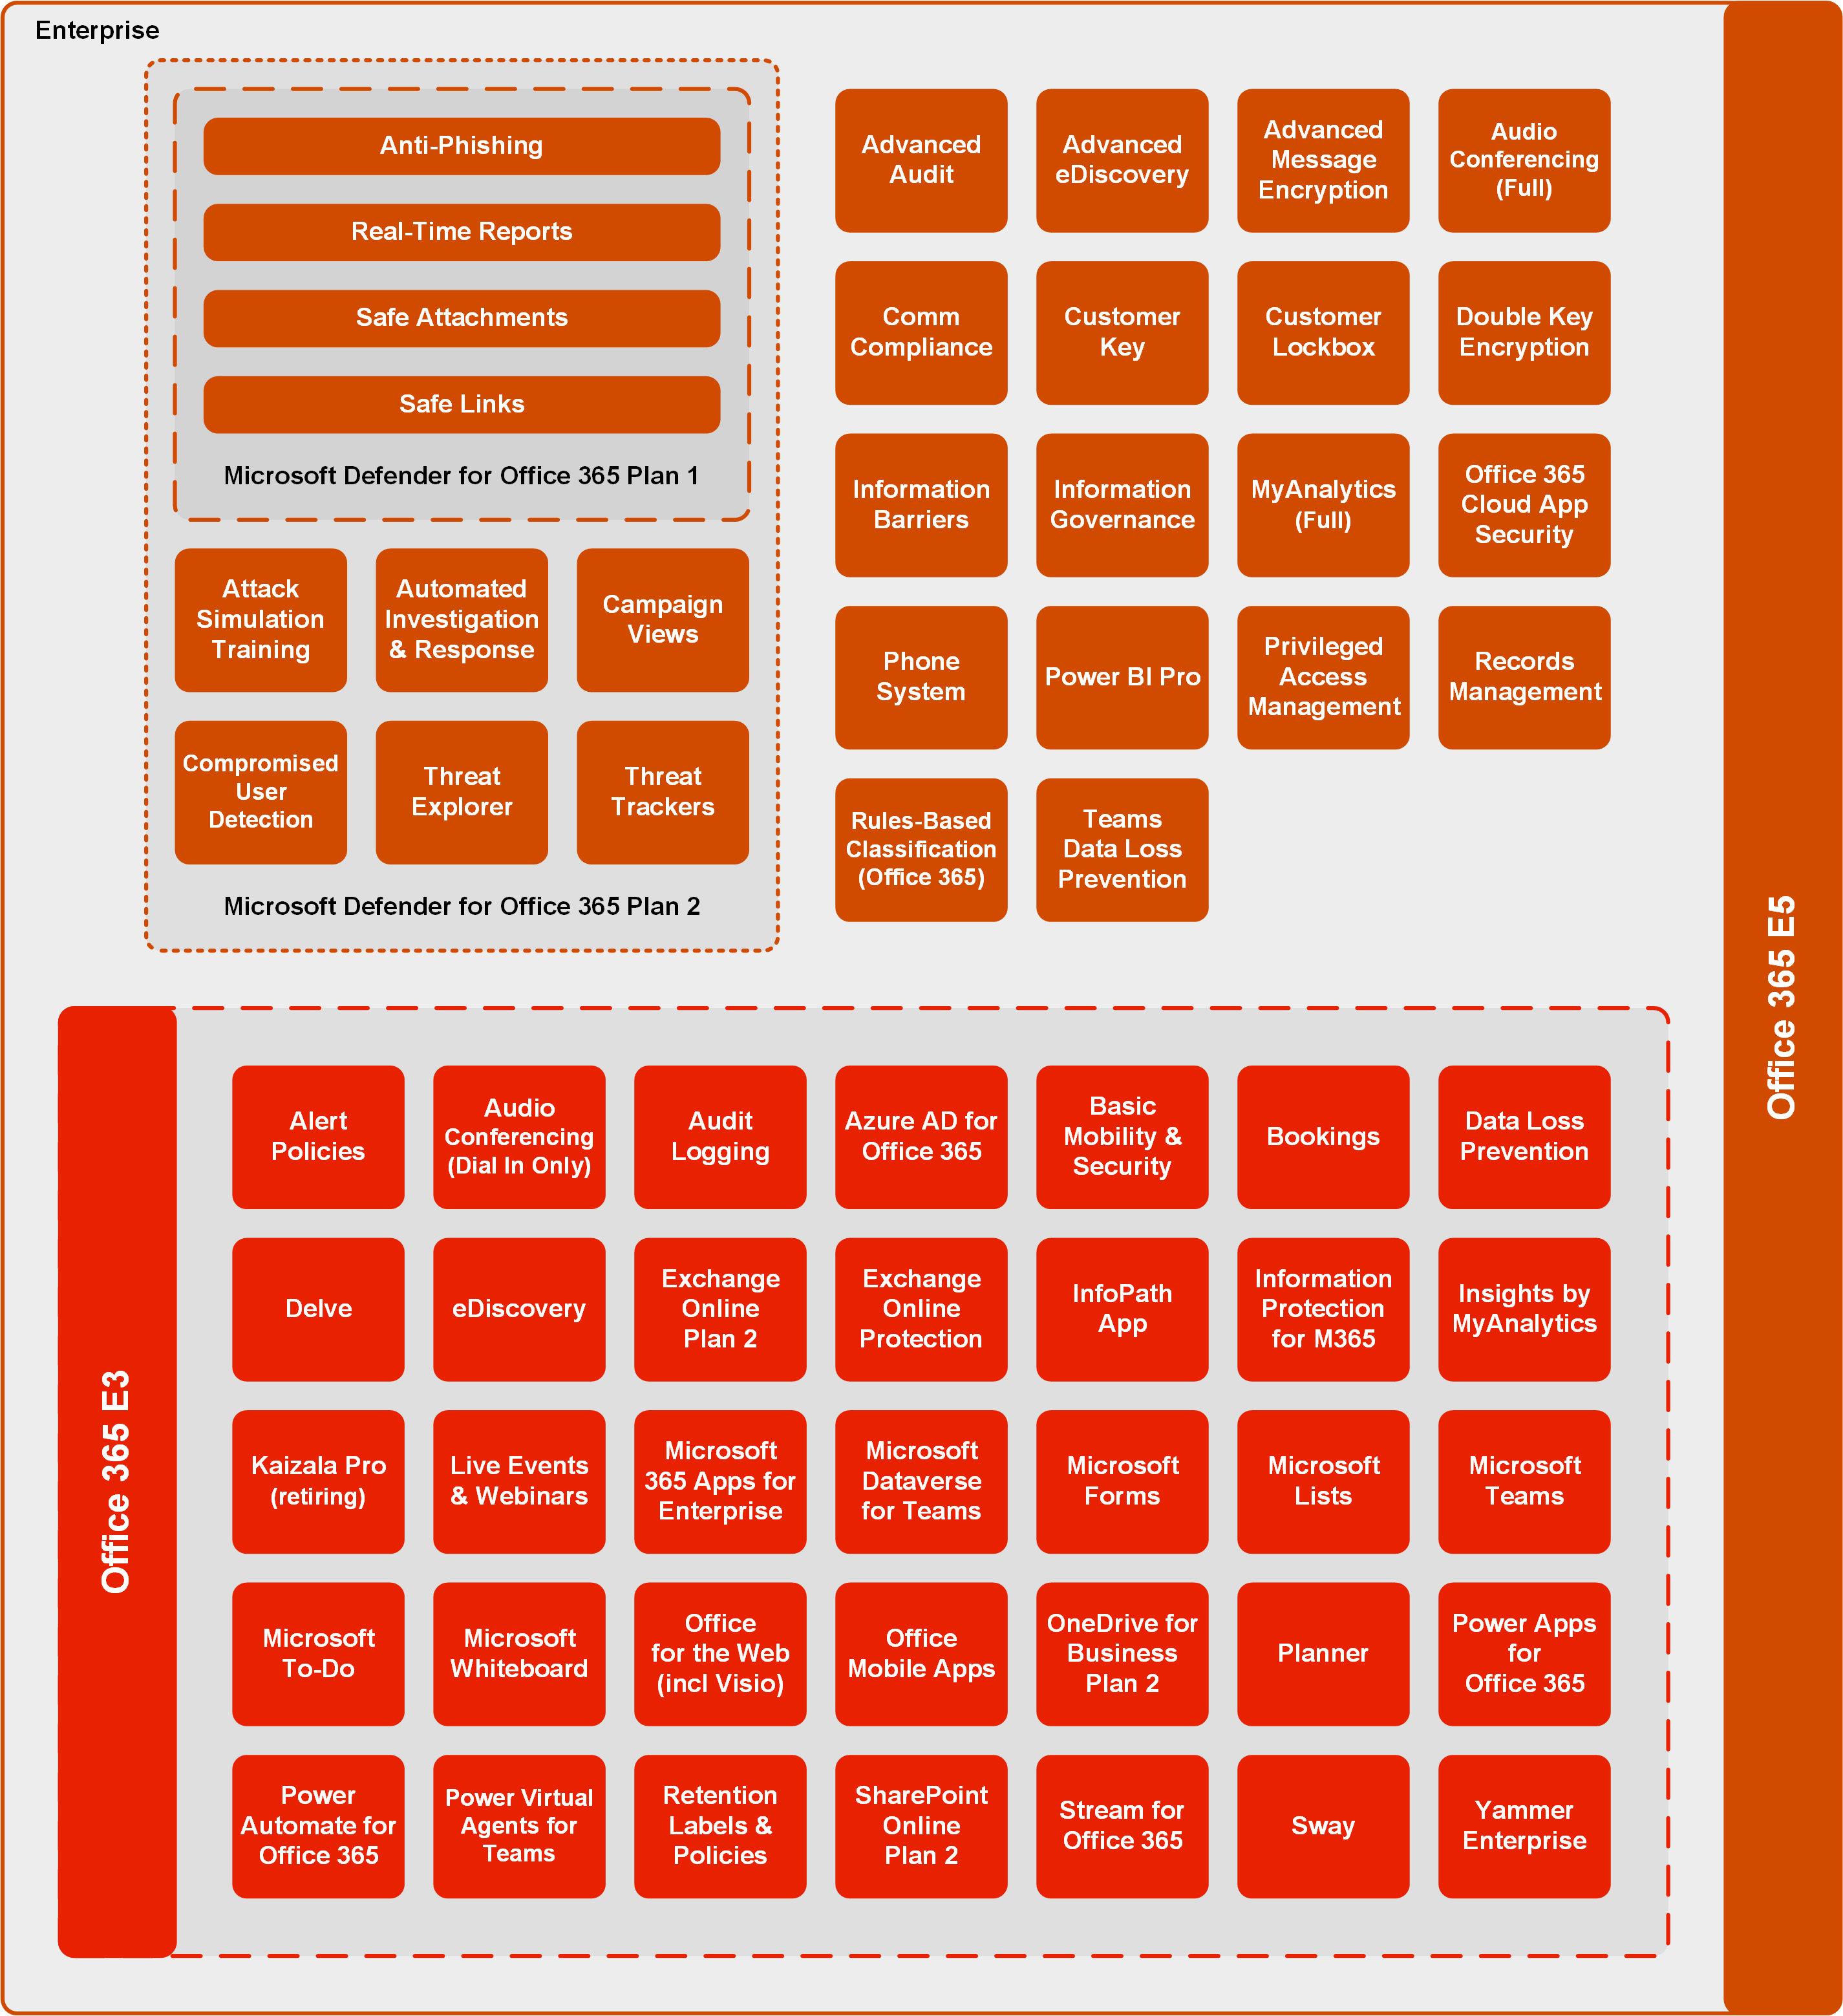 Enterprise
Anti-Phishing
Real-Time Reports
Safe Attachments
Safe Links
Microsoft Defender for Office 365 Plan 1
Attack
Simulation
Training
Automated
Investigation
& Response
Campaign
Views
Compromised
User
Detection
Threat
Explorer
Threat
Trackers
Microsoft Defender for Office 365 Plan 2
Advanced
Audit
Advanced
eDiscovery
Advanced
Message
Encryption
Audio
Conferencing
(Full)
Comm
Compliance
Customer
Key
Customer
Lockbox
Double Key
Encryption
Information
Barriers
Information
Governance
MyAnalytics
(Full)
Office 365
Cloud App
Security
Phone
System
Power BI Pro
Privileged
Access
Management
Records
Management
Rules-Based
Classification
(Office 365)
Teams
Data Loss
Prevention
Office 365 E5
Office 365 E3
Alert
Policies
Audio
Conferencing
(Dial In Only)
Audit
Logging
Azure AD for
Office 365
Basic
Mobility &
Security
Bookings
Data Loss
Prevention
Delve
eDiscovery
Exchange
Online
Plan 2
Exchange
Online
Protection
InfoPath
App
Information
Protection
for M365
Insights by
MyAnalytics
Kaizala Pro
(retiring)
Live Events
& Webinars
Microsoft
365 Apps for
Enterprise
Microsoft
Dataverse
for Teams
Microsoft
Forms
Microsoft
Lists
Microsoft
Teams
Microsoft
To-Do
Microsoft
Whiteboard
Office
for the Web
(incl Visio)
Office
Mobile Apps
OneDrive for
Business
Plan 2
Planner
Power Apps
for
Office 365
Power
Automate for
Office 365
Power Virtual
Agents for
Teams
Retention
Labels &
Policies
SharePoint
Online
Plan 2
Stream for
Office 365
Sway
Yammer
Enterprise